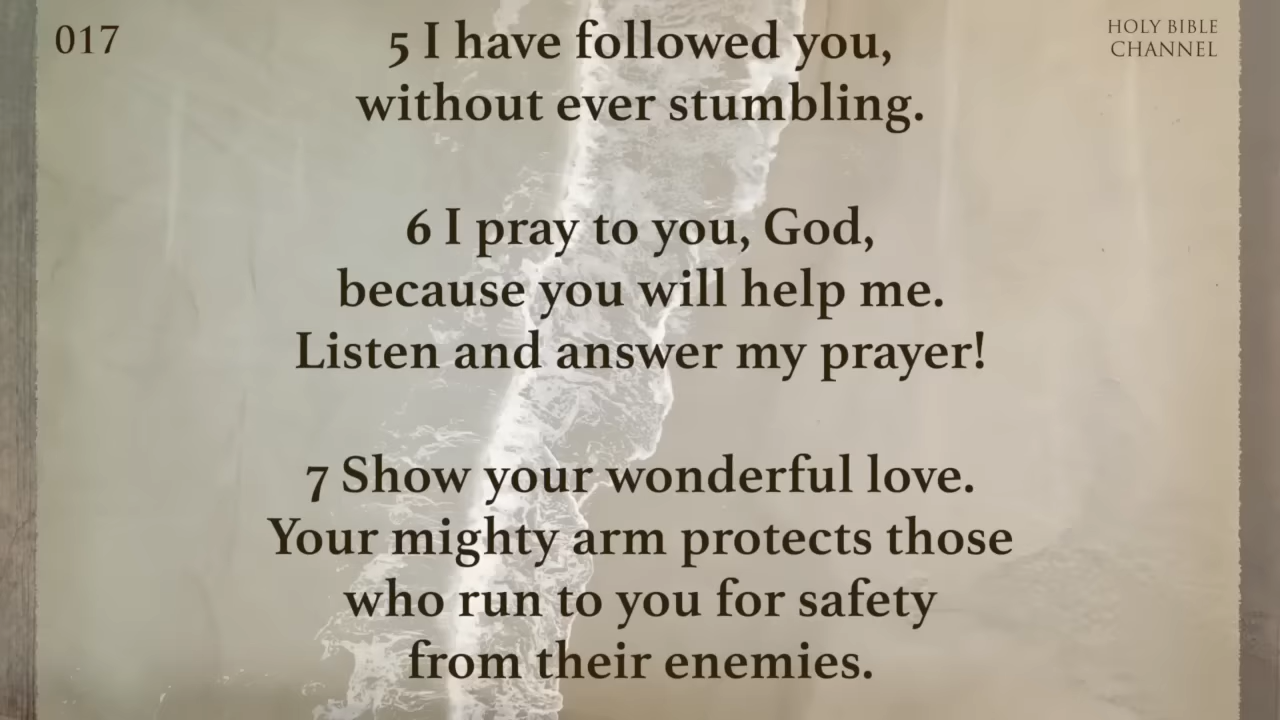 017
HOLY BIBLE
CHANNEL
5 I have followed you,
without ever stumbling.
6 I pray to you, God,
because you will help me.
Listen and answer my prayer!
7 Show your wonderful love.
Your mighty arm protects those
who run to you for safety
from their enemies.